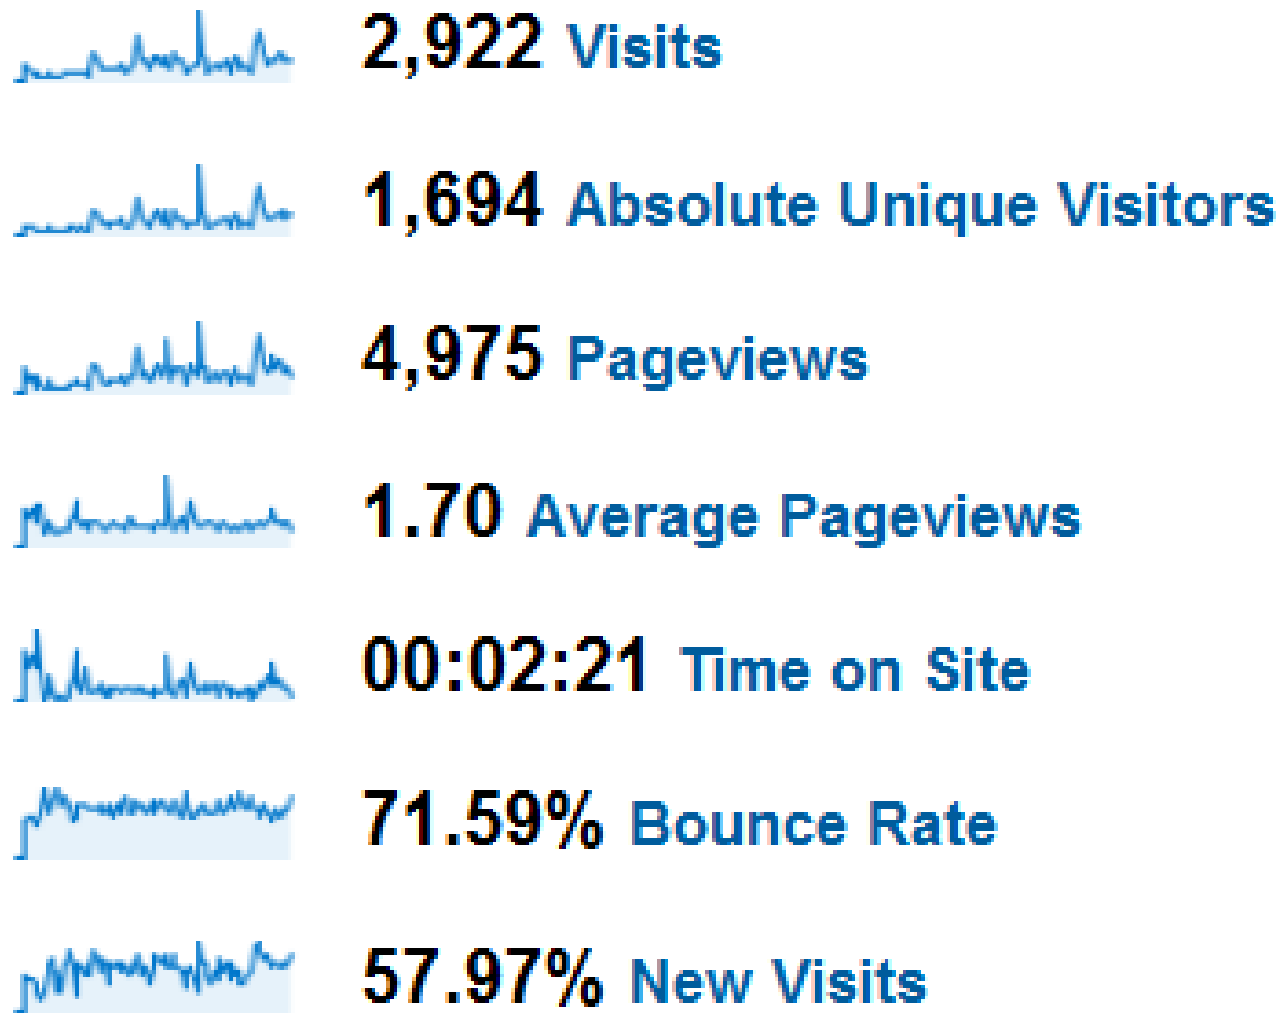 2,922 Visits
1,694 Absolute Unique Visitors
4,975 Pageviews
1.70 Average Pageviews
00:02:21 Time on Site
71.59% Bounce Rate
57.97% New Visits